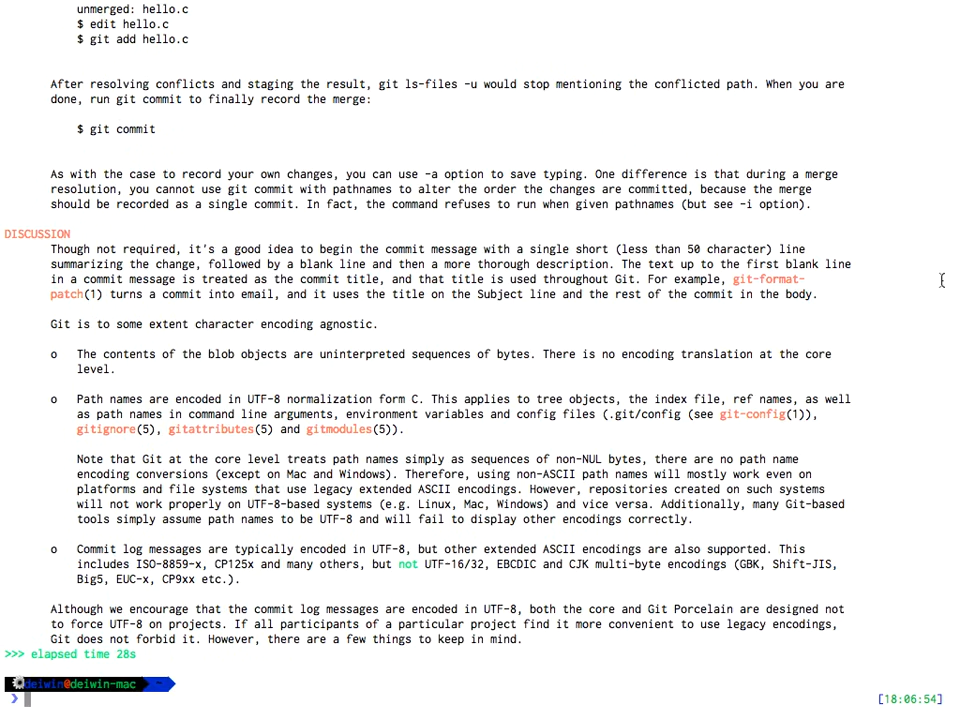 unmerged: hello.c
$ edit hello.c
$ git add hello.c
After resolving conflicts and staging the result, git ls-files -u would stop mentioning the conflicted path. When you are
done, run git commit to finally record the merge:
$ git commit
As with the case to record your own changes, you can use -a option to save typing. One difference is that during a merge
resolution, you cannot use git commit with pathnames to alter the order the changes are committed, because the merge
should be recorded as a single commit. In fact, the command refuses to run when given pathnames (but see -i option).
DISCUSSION
Though not required, it's a good idea to begin the commit message with a single short (less than 50 character) line
summarizing the change, followed by a blank line and then a more thorough description. The text up to the first blank line
in a commit message is treated as the commit title, and that title is used throughout Git. For example, git-format-
patch(1) turns a commit into email, and it uses the title on the Subject line and the rest of the commit in the body.
Git is to some extent character encoding agnostic.
o The contents of the blob objects are uninterpreted sequences of bytes. There is no encoding translation at the core
level.
o Path names are encoded in UTF-8 normalization form C. This applies to tree objects, the index file, ref names, as well
as path names in command line arguments, environment variables and config files (.git/config (see git-config(1)),
gitignore(5), gitattributes(5) and gitmodules(5)).
Note that Git at the core level treats path names simply as sequences of non-NUL bytes, there are no path name
encoding conversions (except on Mac and Windows). Therefore, using non-ASCII path names will mostly work even on
platforms and file systems that use legacy extended ASCII encodings. However, repositories created on such systems
will not work properly on UTF-8-based systems (e.g. Linux, Mac, Windows) and vice versa. Additionally, many Git-based
tools simply assume path names to be UTF-8 and will fail to display other encodings correctly.
o Commit log messages are typically encoded in UTF-8, but other extended ASCII encodings are also supported. This
includes ISO-8859-x, CP125x and many others, but not UTF-16/32, EBCDIC and CJK multi-byte encodings (GBK, Shift-JIS,
Big5, EUC-x, CP9xx etc.).
Although we encourage that the commit log messages are encoded in UTF-8, both the core and Git Porcelain are designed not
to force UTF-8 on projects. If all participants of a particular project find it more convenient to use legacy encodings,
Git does not forbid it. However, there are a few things to keep in mind.
>>> elapsed time 28s
deiwin@deiwin-mac ~
❯ [18:06:54]